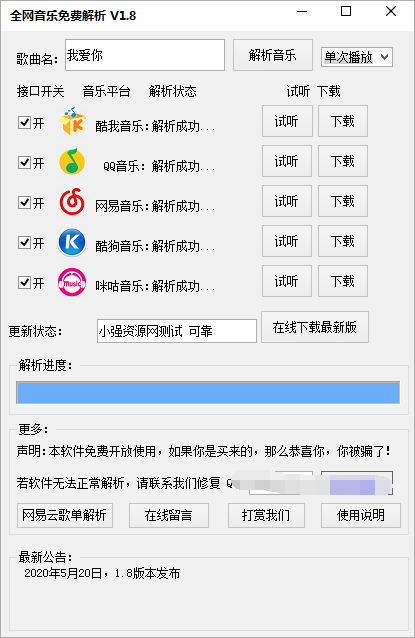 全网音乐免费解析 V1.8
歌曲名: 我爱你 解析音乐 单次播放
接口开关 音乐平台 解析状态 试听 下载
开 酷我音乐: 解析成功... 试听 下载
开 QQ音乐: 解析成功... 试听 下载
开 网易音乐: 解析成功... 试听 下载
开 K 酷狗音乐: 解析成功... 试听 下载
开 Music 咪咕音乐: 解析成功... 试听 下载
更新状态: 小强资源网测试 可靠 在线下载最新版
解析进度:
更多:
声明:本软件免费开放使用，如果你是买来的，那么恭喜你，你被骗了!
若软件无法正常解析，请联系我们修复
网易云歌单解析 在线留言 打赏我们 使用说明
最新公告:
2020年5月20日，1.8版本发布